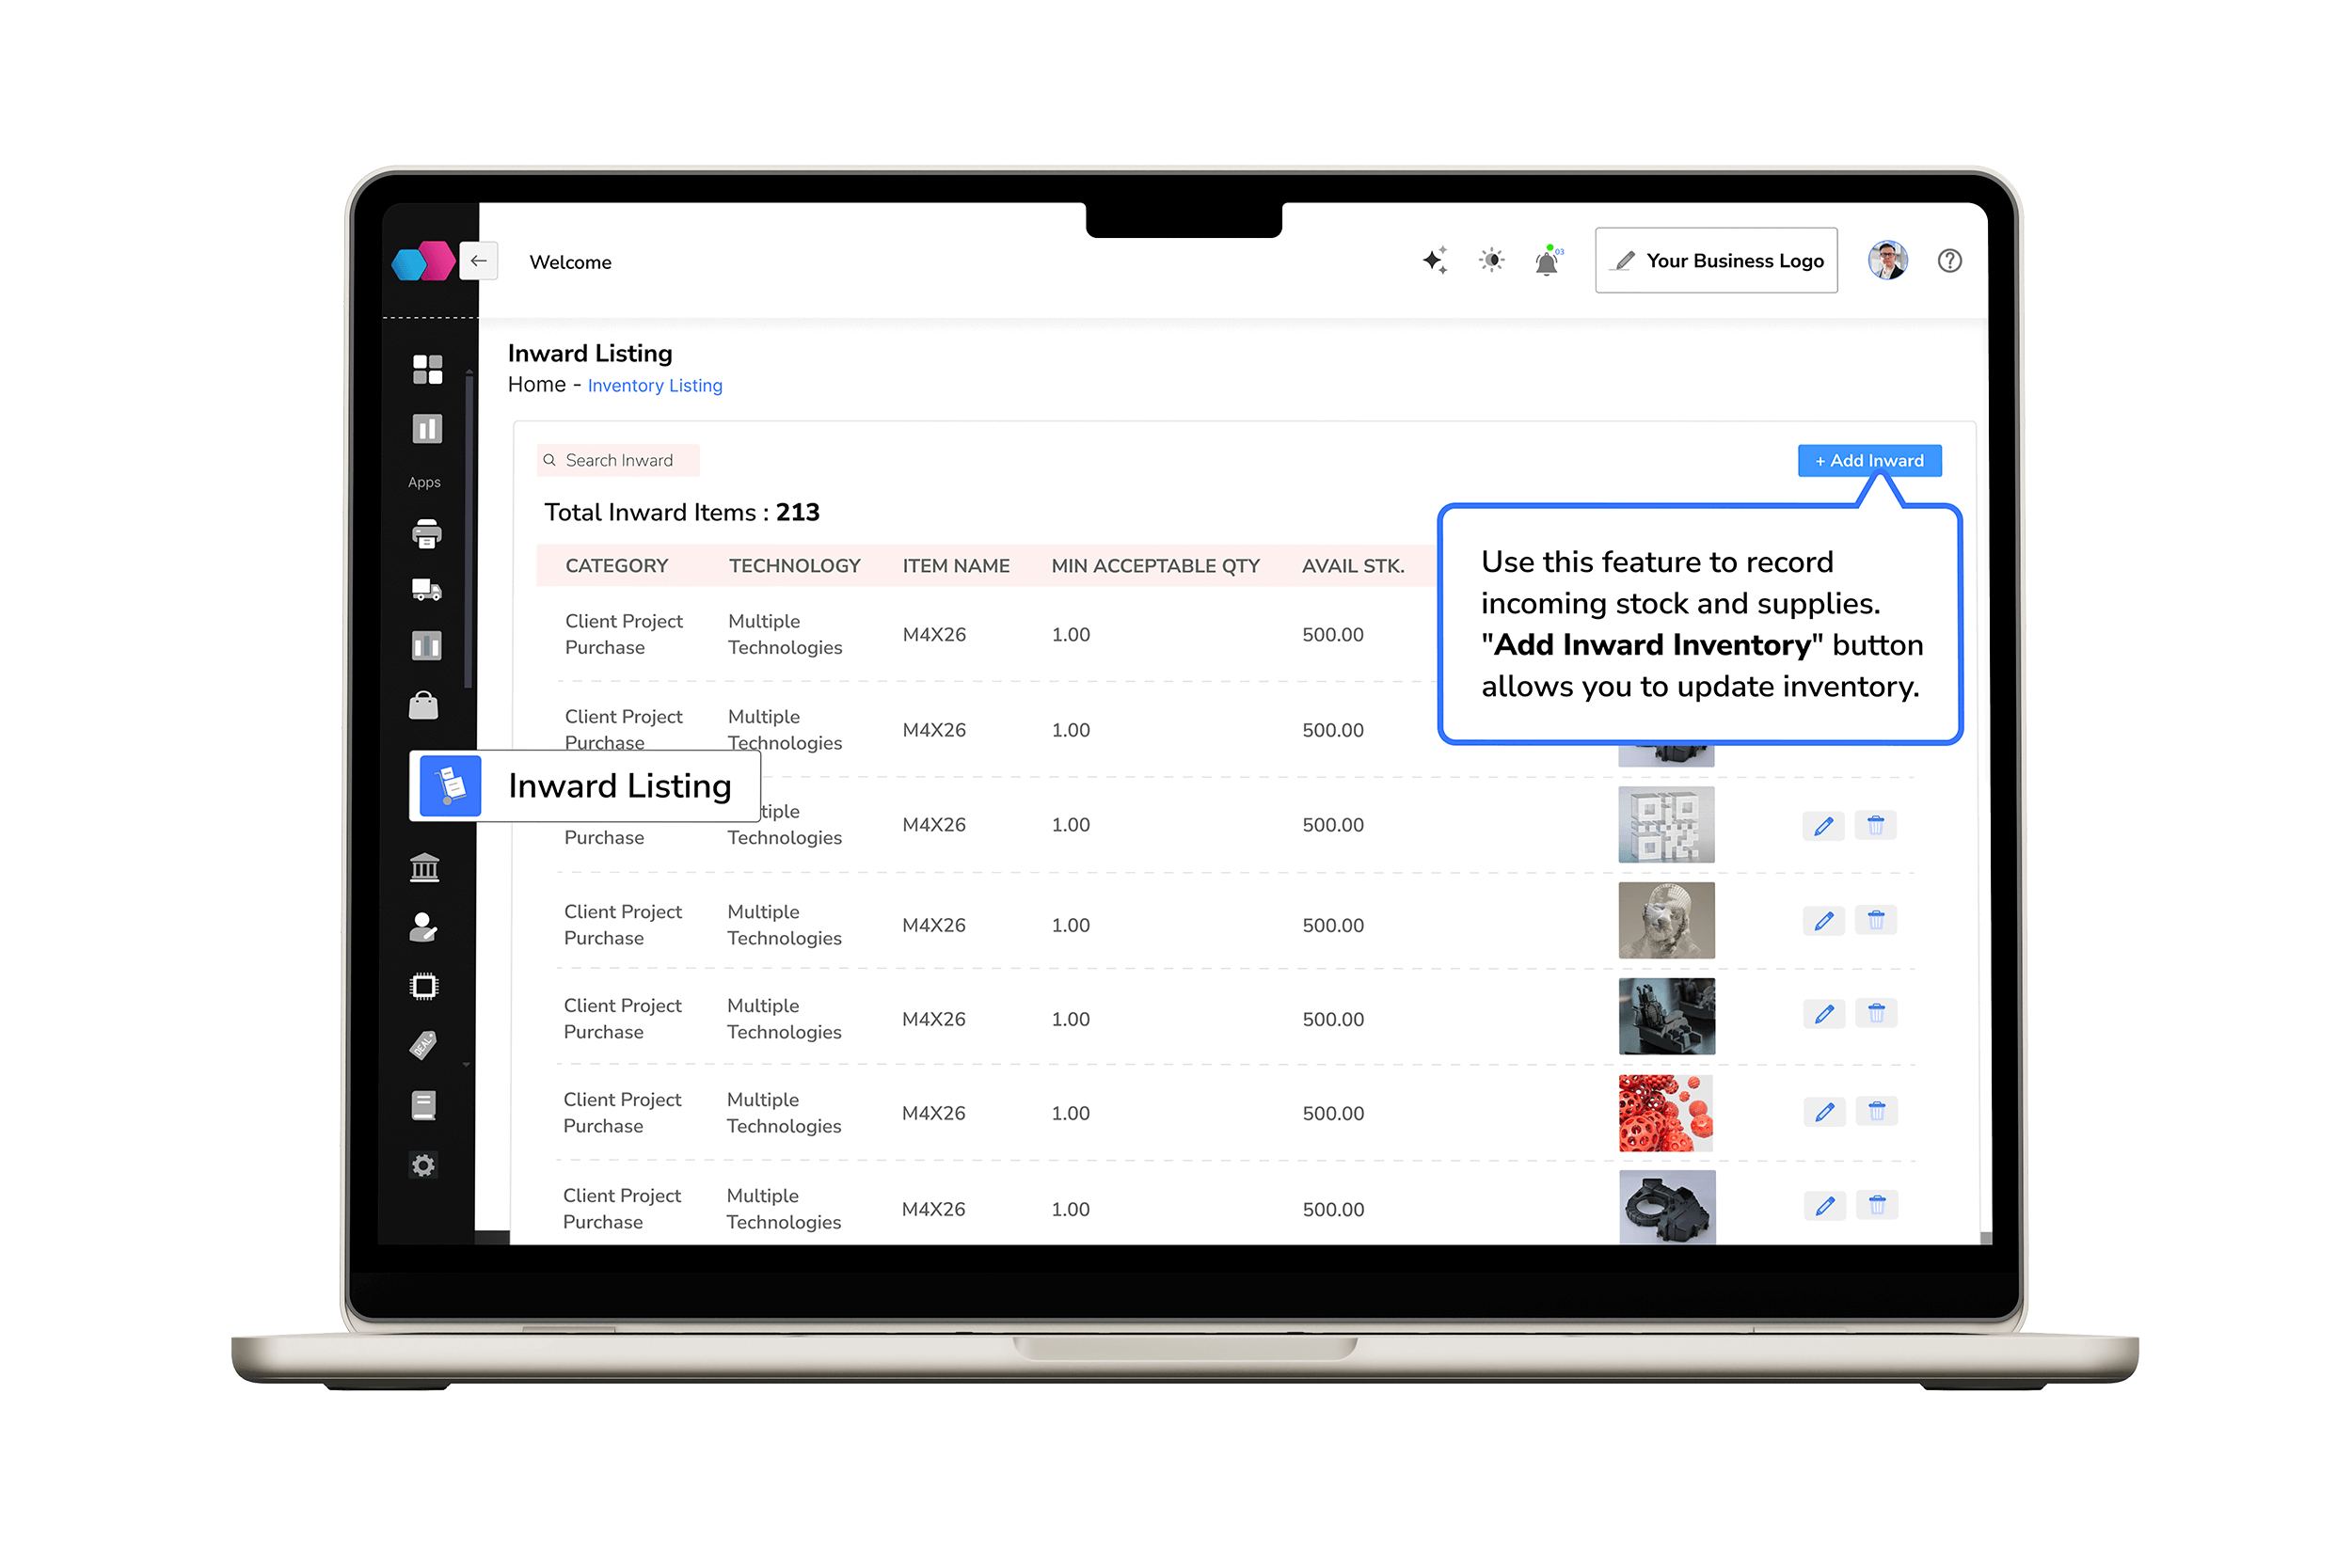 Welcome
03
Your Business Logo
Inward Listing
Home - Inventory Listing
Apps
Search Inward
+ Add Inward
Total Inward Items : 213
CATEGORY TECHNOLOGY ITEM NAME MIN ACCEPTABLE QTY AVAIL STK.
Use this feature to record
incoming stock and supplies.
"Add Inward Inventory" button
allows you to update inventory.
Client Project Multiple
M4X26 1.00 500.00
Purchase Technologies
Client Project Multiple
M4X26 1.00 500.00
Purchase Technologies
Inward Listing
tiple
M4X26 1.00 500.00
Purchase Technologies
Client Project Multiple
M4X26 1.00 500.00
Purchase Technologies
Client Project Multiple
M4X26 1.00 500.00
Purchase Technologies
DEAL
Client Project Multiple
M4X26 1.00 500.00
Purchase Technologies
Client Project Multiple
M4X26 1.00 500.00
Purchase Technologies